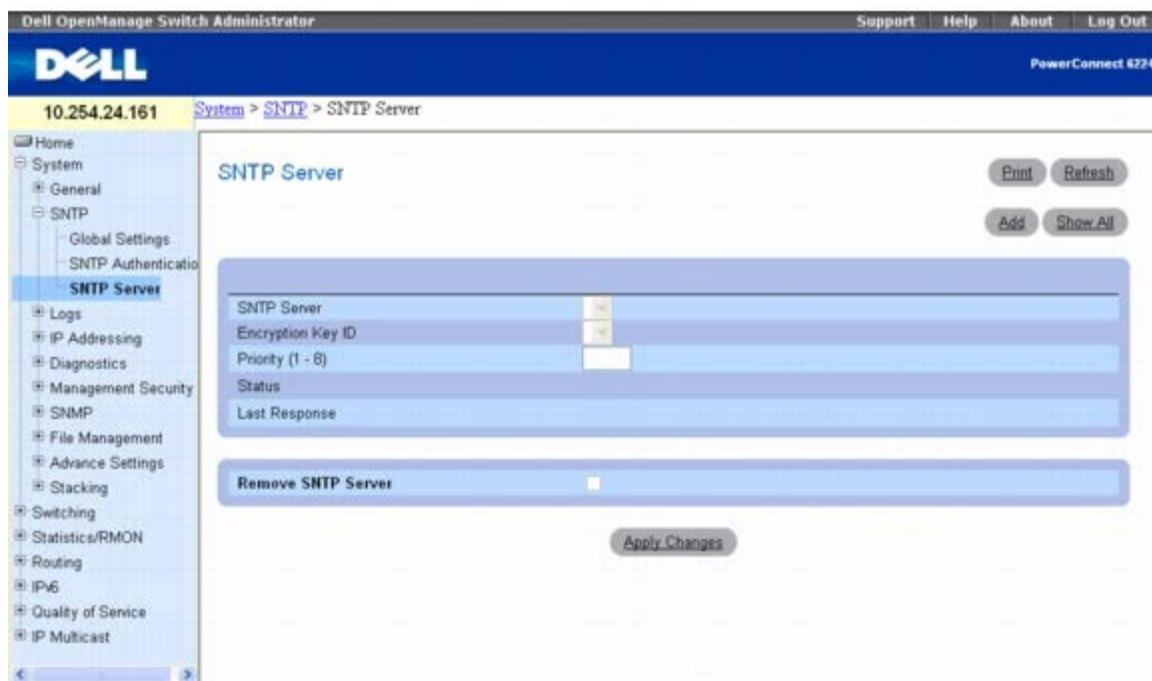 Dell OpenManage Switch Administrator
Support Help About Log Out
DELL
PowerConnect 6224
10.254.24.161
System > SNTP > SNTP Server
Home
System
General
SNTP
Global Settings
SNTP Authenticatio
SNTP Server
Logs
IP Addressing
Diagnostics
Management Security
SNMP
File Management
Advance Settings
Stacking
Switching
Statistics/RMON
Routing
IPv6
Quality of Service
IP Multicast
SNTP Server
Print Refresh
Add Show All
SNTP Server
Encryption Key ID
Priority (1 - 8)
Status
Last Response
Remove SNTP Server
Apply Changes